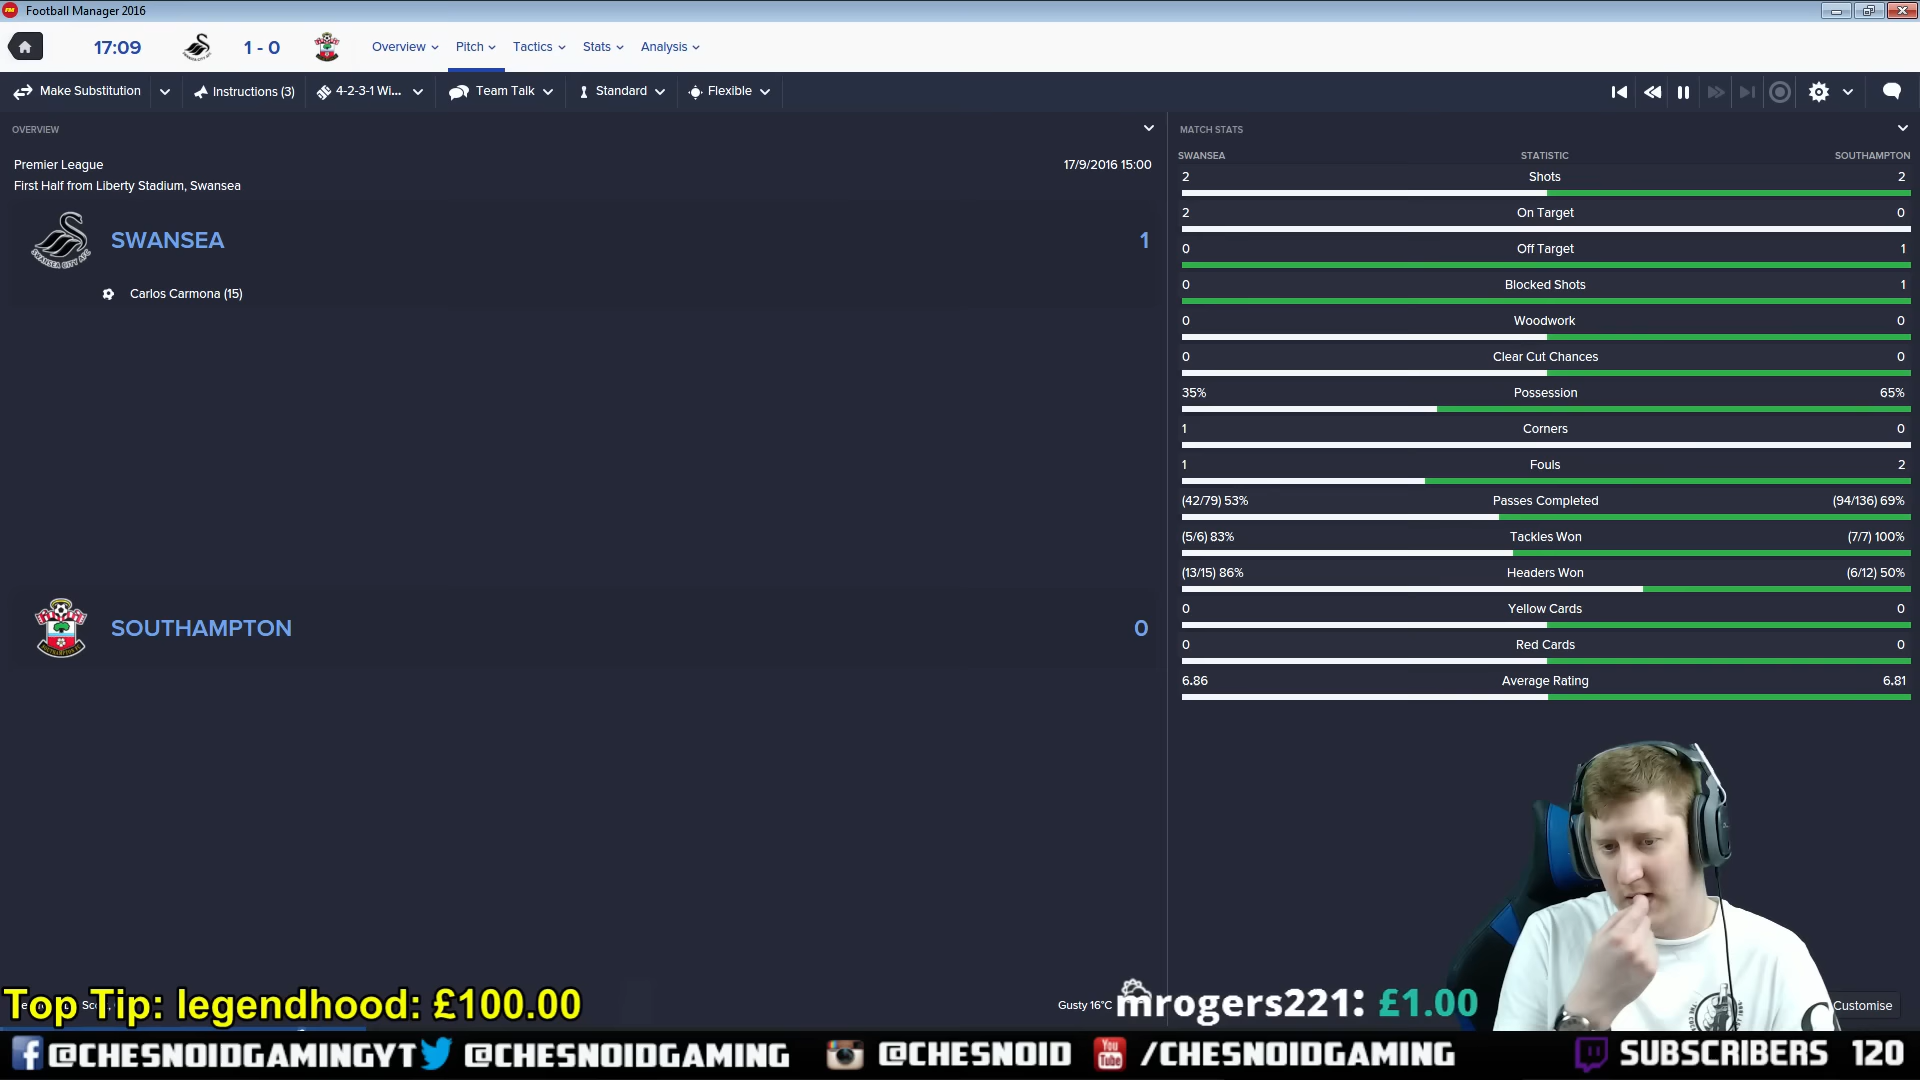 Football Manager 2016
17:09 1 - 0 Overview Pitch Tactics Stats Analysis
Make Substitution Instructions (3) 4-2-3-1 Wi... Team Talk Standard Flexible
OVERVIEW
Premier League 17/9/2016 15:00
First Half from Liberty Stadium, Swansea
SWANSEA 1
Carlos Carmona (15)
SOUTHAMPTON 0
MATCH STATS
SWANSEA STATISTIC SOUTHAMPTON
2 Shots 2
2 On Target 0
0 Off Target 1
0 Blocked Shots 1
0 Woodwork 0
0 Clear Cut Chances 0
35% Possession 65%
1 Corners 0
1 Fouls 2
(42/79) 53% Passes Completed (94/136) 69%
(5/6) 83% Tackles Won (7/7) 100%
(13/15) 86% Headers Won (6/12) 50%
0 Yellow Cards 0
0 Red Cards 0
6.86 Average Rating 6.81
Top Tip: legendhood: £100.00 Gusty 16°C mrogers221: £1.00 Customise
@CHESNOIDGAMINGYT @CHESNOIDGAMING @CHESNOID You Tube /CHESNOIDGAMING SUBSCRIBERS 120